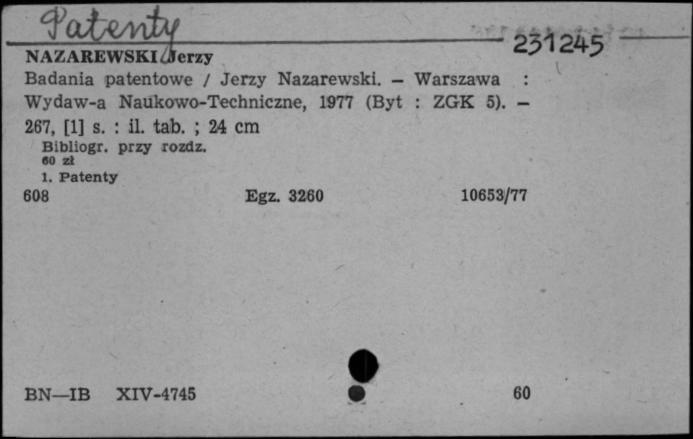 Patenty
231245
NAZAREWSKI Jerzy
Badania patentowe / Jerzy Nazarewski. — Warszawa :
Wydaw-a Naukowo-Techniczne, 1977 (Byt : ZGK 5). —
267, [1] s. : il. tab. ; 24 cm
Bibliogr. przy rozdz.
60 zł
1. Patenty
608 Egz. 3260 10653/77
BN—IB XIV-4745 60